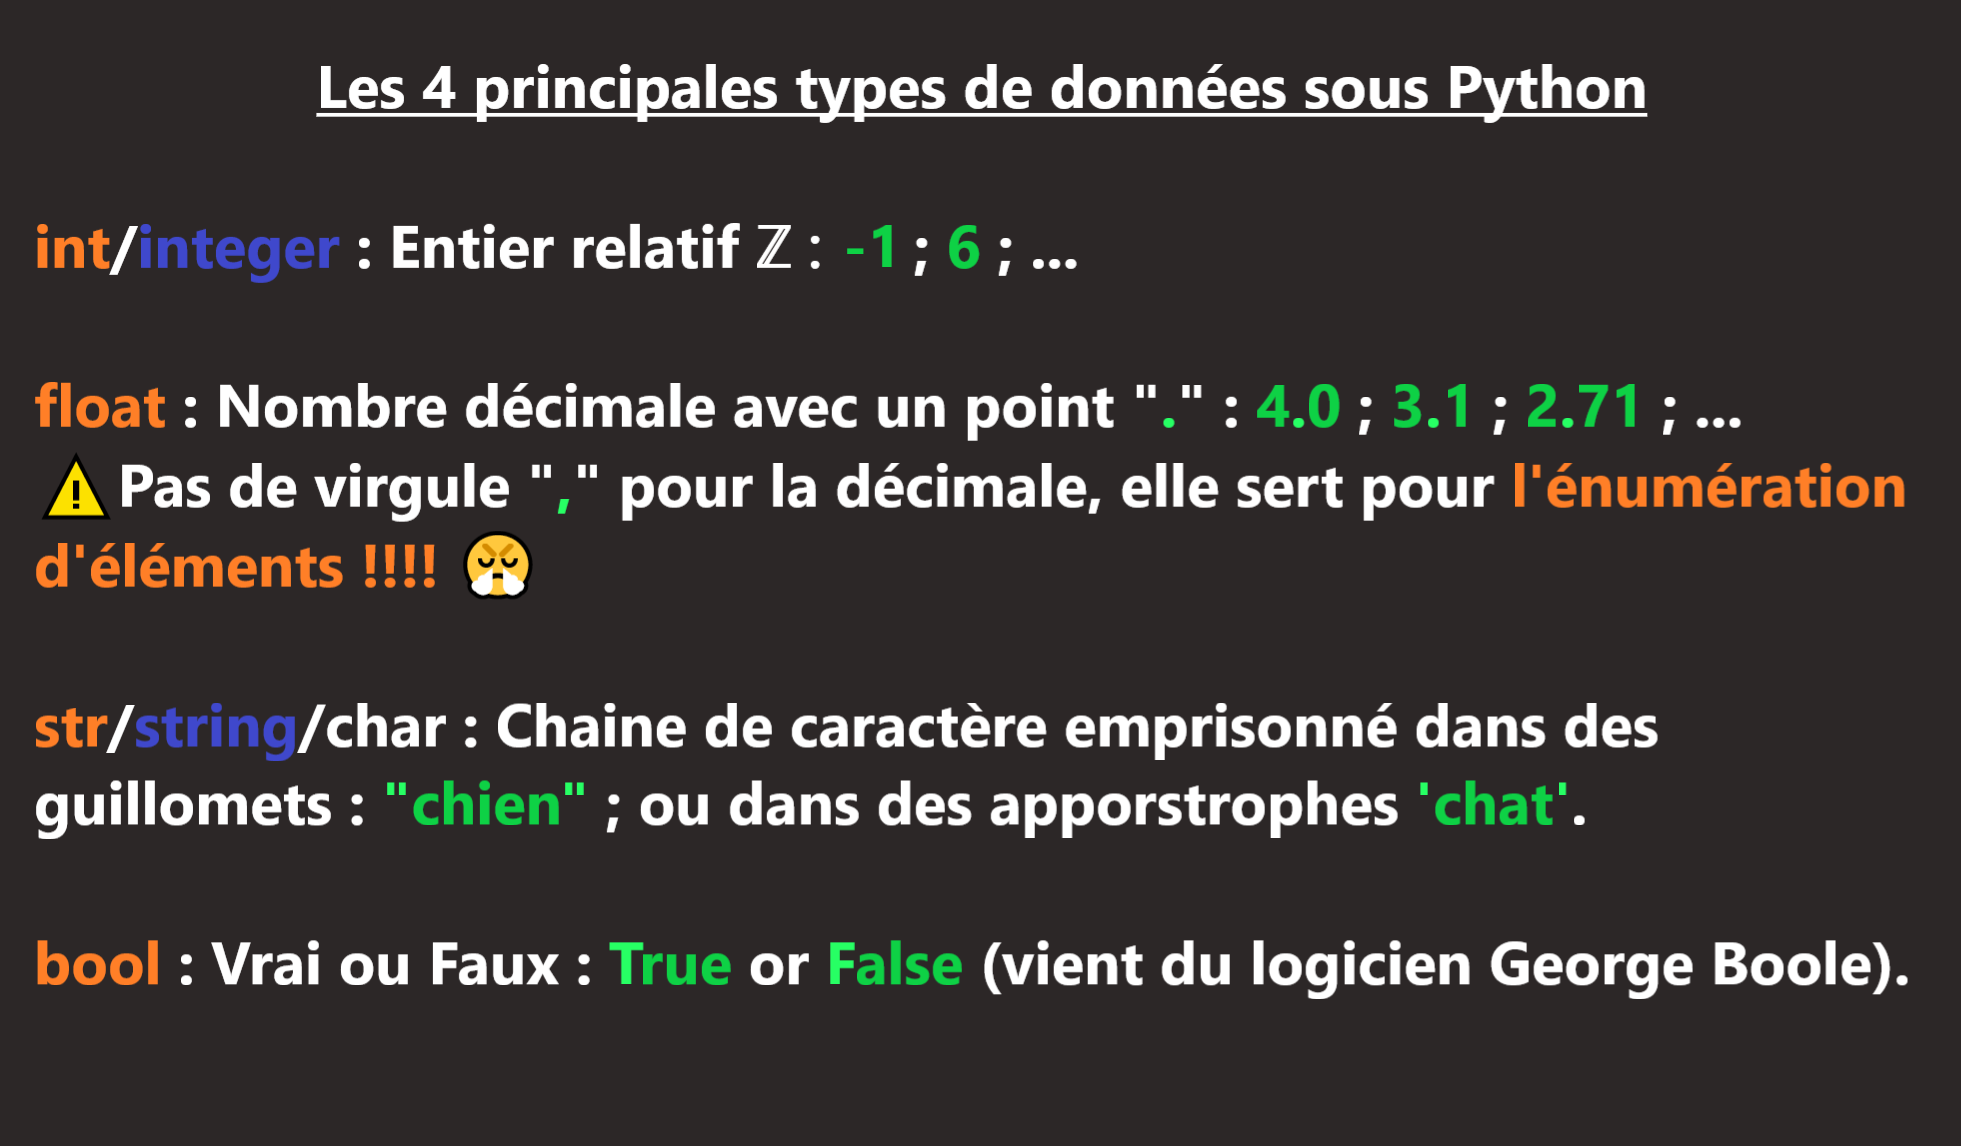 Les 4 principales types de données sous Python
int/integer : Entier relatif ℤ : -1 ; 6 ; ...
float : Nombre décimale avec un point "." : 4.0 ; 3.1 ; 2.71 ; ...
⚠Pas de virgule "," pour la décimale, elle sert pour l'énumération
d'éléments !!!! 😤
str/string/char : Chaine de caractère emprisonné dans des
guillomets : "chien" ; ou dans des apporstrophes 'chat'.
bool : Vrai ou Faux : True or False (vient du logicien George Boole).